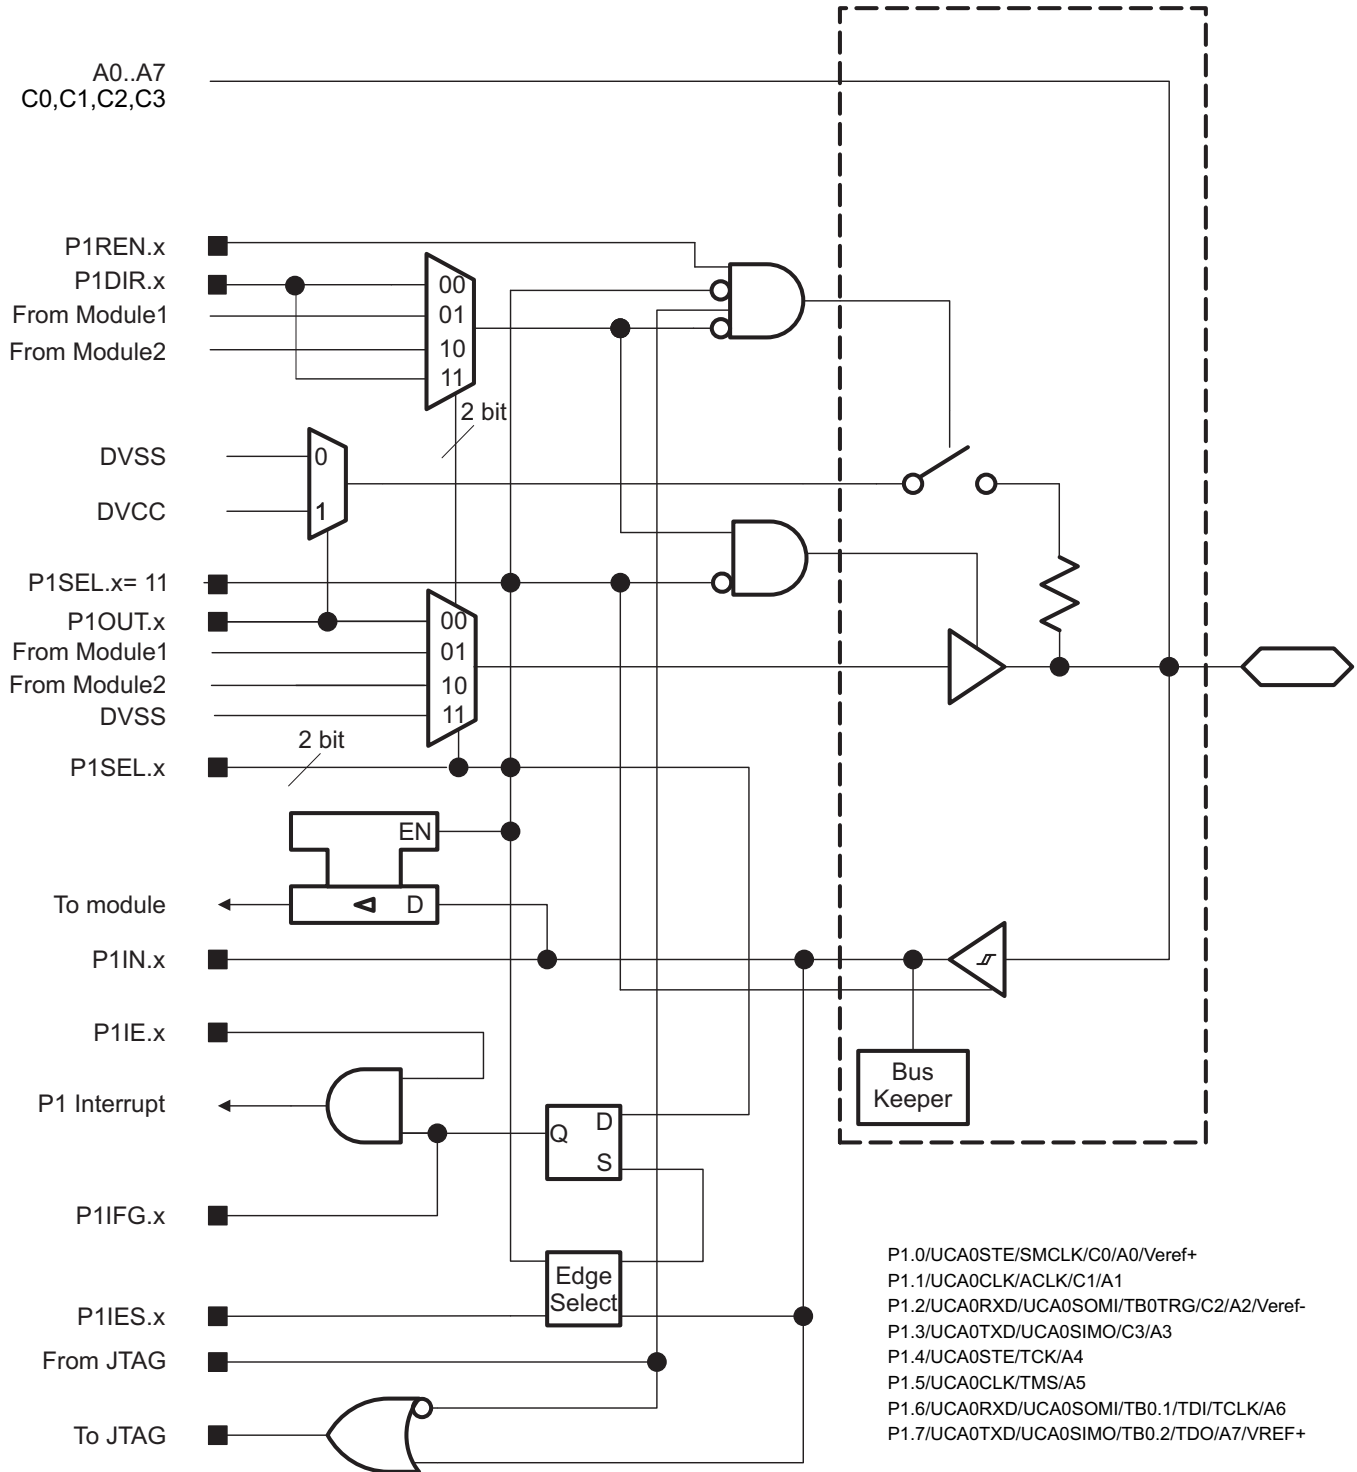 A0..A7
C0,C1,C2,C3
P1REN.x
P1DIR.x
From Module1
From Module2
00
01
10
11
2 bit
DVSS
DVCC
0
1
P1SEL.x= 11
P1OUT.x
From Module1
From Module2
DVSS
00
01
10
11
2 bit
P1SEL.x
EN
To module
D
P1IN.x
P1IE.x
Bus
Keeper
P1 Interrupt
Q
D
S
P1IFG.x
Edge
Select
P1IES.x
From JTAG
To JTAG
P1.0/UCA0STE/SMCLK/C0/A0/Veref+
P1.1/UCA0CLK/ACLK/C1/A1
P1.2/UCA0RXD/UCA0SOMI/TB0TRG/C2/A2/Veref-
P1.3/UCA0TXD/UCA0SIMO/C3/A3
P1.4/UCA0STE/TCK/A4
P1.5/UCA0CLK/TMS/A5
P1.6/UCA0RXD/UCA0SOMI/TB0.1/TDI/TCLK/A6
P1.7/UCA0TXD/UCA0SIMO/TB0.2/TDO/A7/VREF+